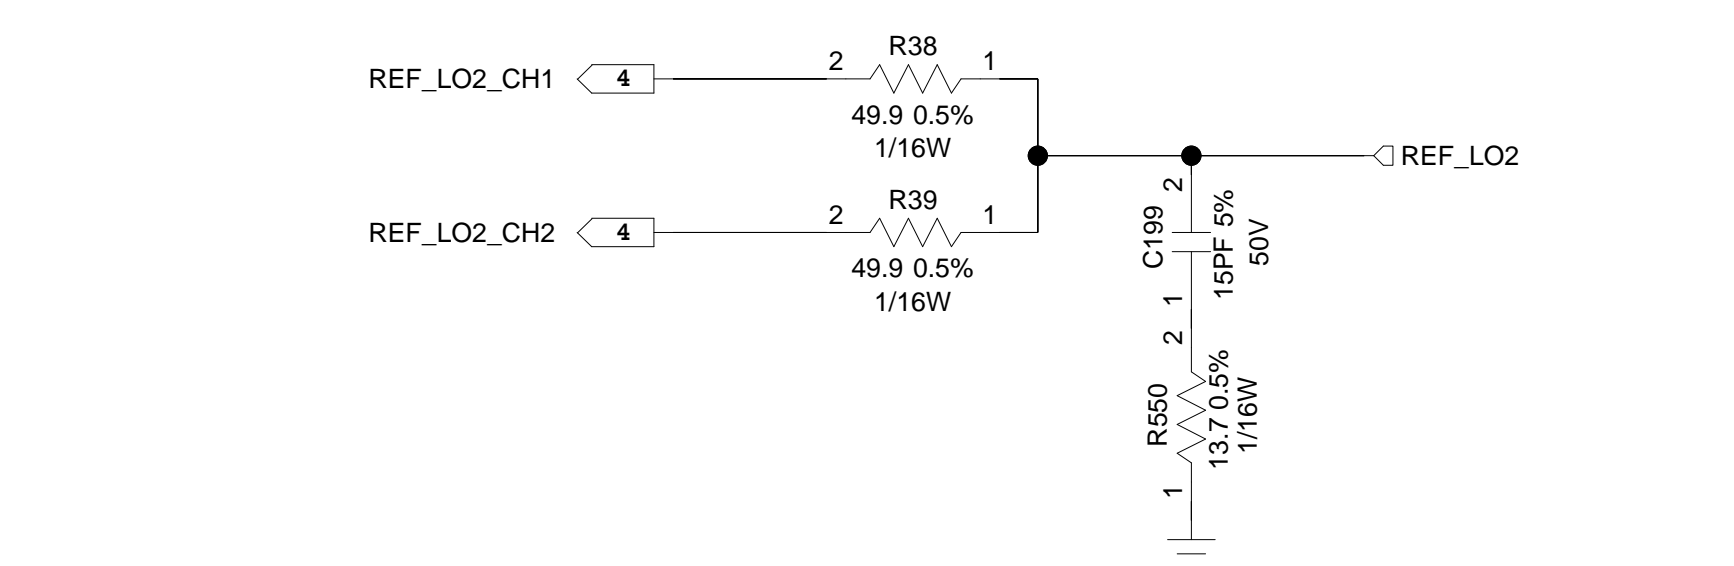 R38
2 1
REF_LO2_CH1 4
49.9 0.5%
1/16W
REF_LO2
R39
2 1
REF_LO2_CH2 4
49.9 0.5%
1/16W
2
C199
15PF 5%
50V
1
2
R550
13.7 0.5%
1/16W
1